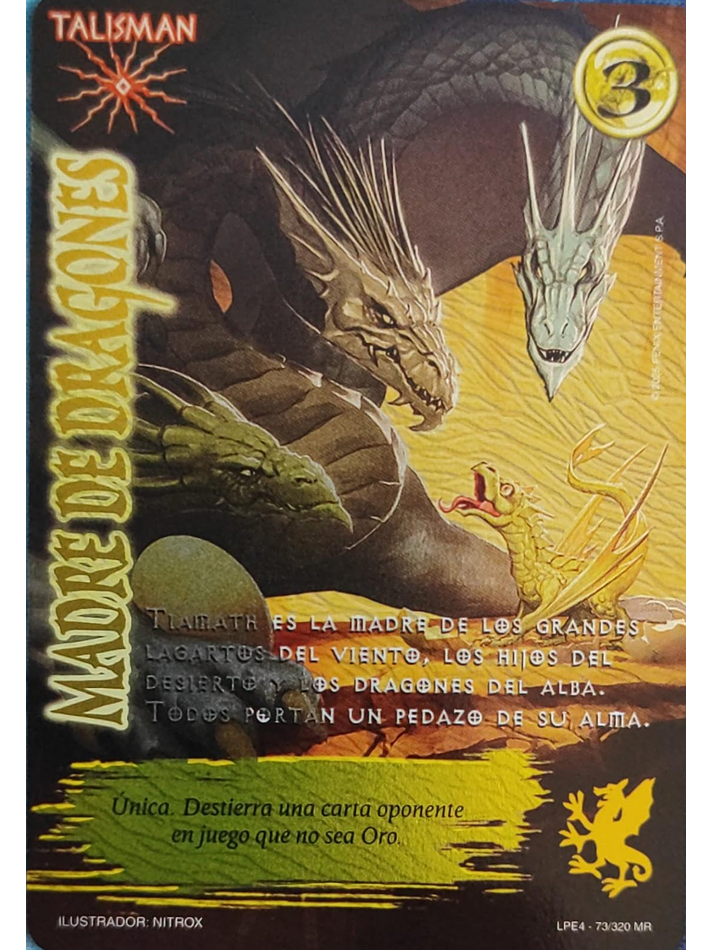 TALISMAN
3
MADRE DE DRAGONES
TIAMATH ES LA MADRE DE LOS GRANDES
LAGARTOS DEL VIENTO, LOS HIJOS DEL
DESIERTO Y LOS DRAGONES DEL ALBA.
TODOS PORTAN UN PEDAZO DE SU ALMA.
Única. Destierra una carta oponente
en juego que no sea Oro.
ILUSTRADOR: NITROX
LPE4 - 73/320 MR